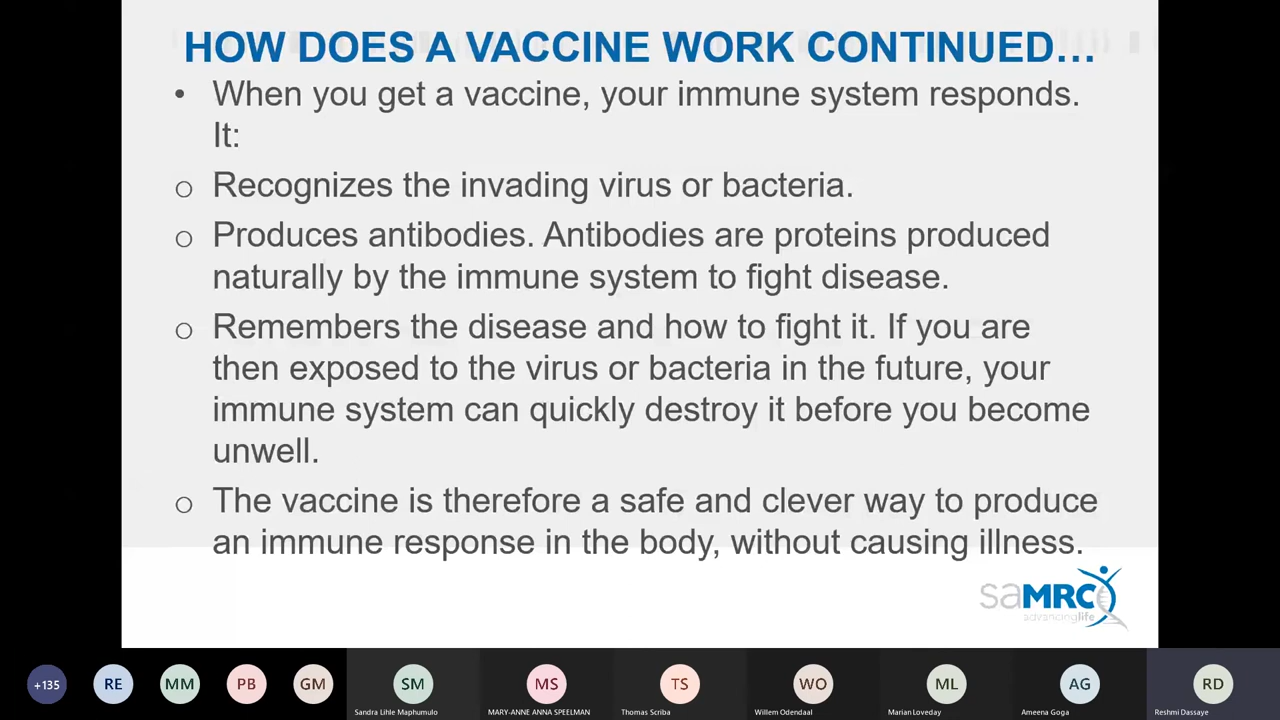 HOW DOES A VACCINE WORK CONTINUED…
• When you get a vaccine, your immune system responds.
It:
o Recognizes the invading virus or bacteria.
o Produces antibodies. Antibodies are proteins produced
naturally by the immune system to fight disease.
o Remembers the disease and how to fight it. If you are
then exposed to the virus or bacteria in the future, your
immune system can quickly destroy it before you become
unwell.
o The vaccine is therefore a safe and clever way to produce
an immune response in the body, without causing illness.
saMRC
advancinglife
+135 RE MM PB GM SM MS TS WO ML AG RD
Sandra Lihle Maphumulo MARY-ANNE ANNA SPEELMAN Thomas Scriba Willem Odendaal Marian Loveday Ameena Goga Reshmi Dassaye